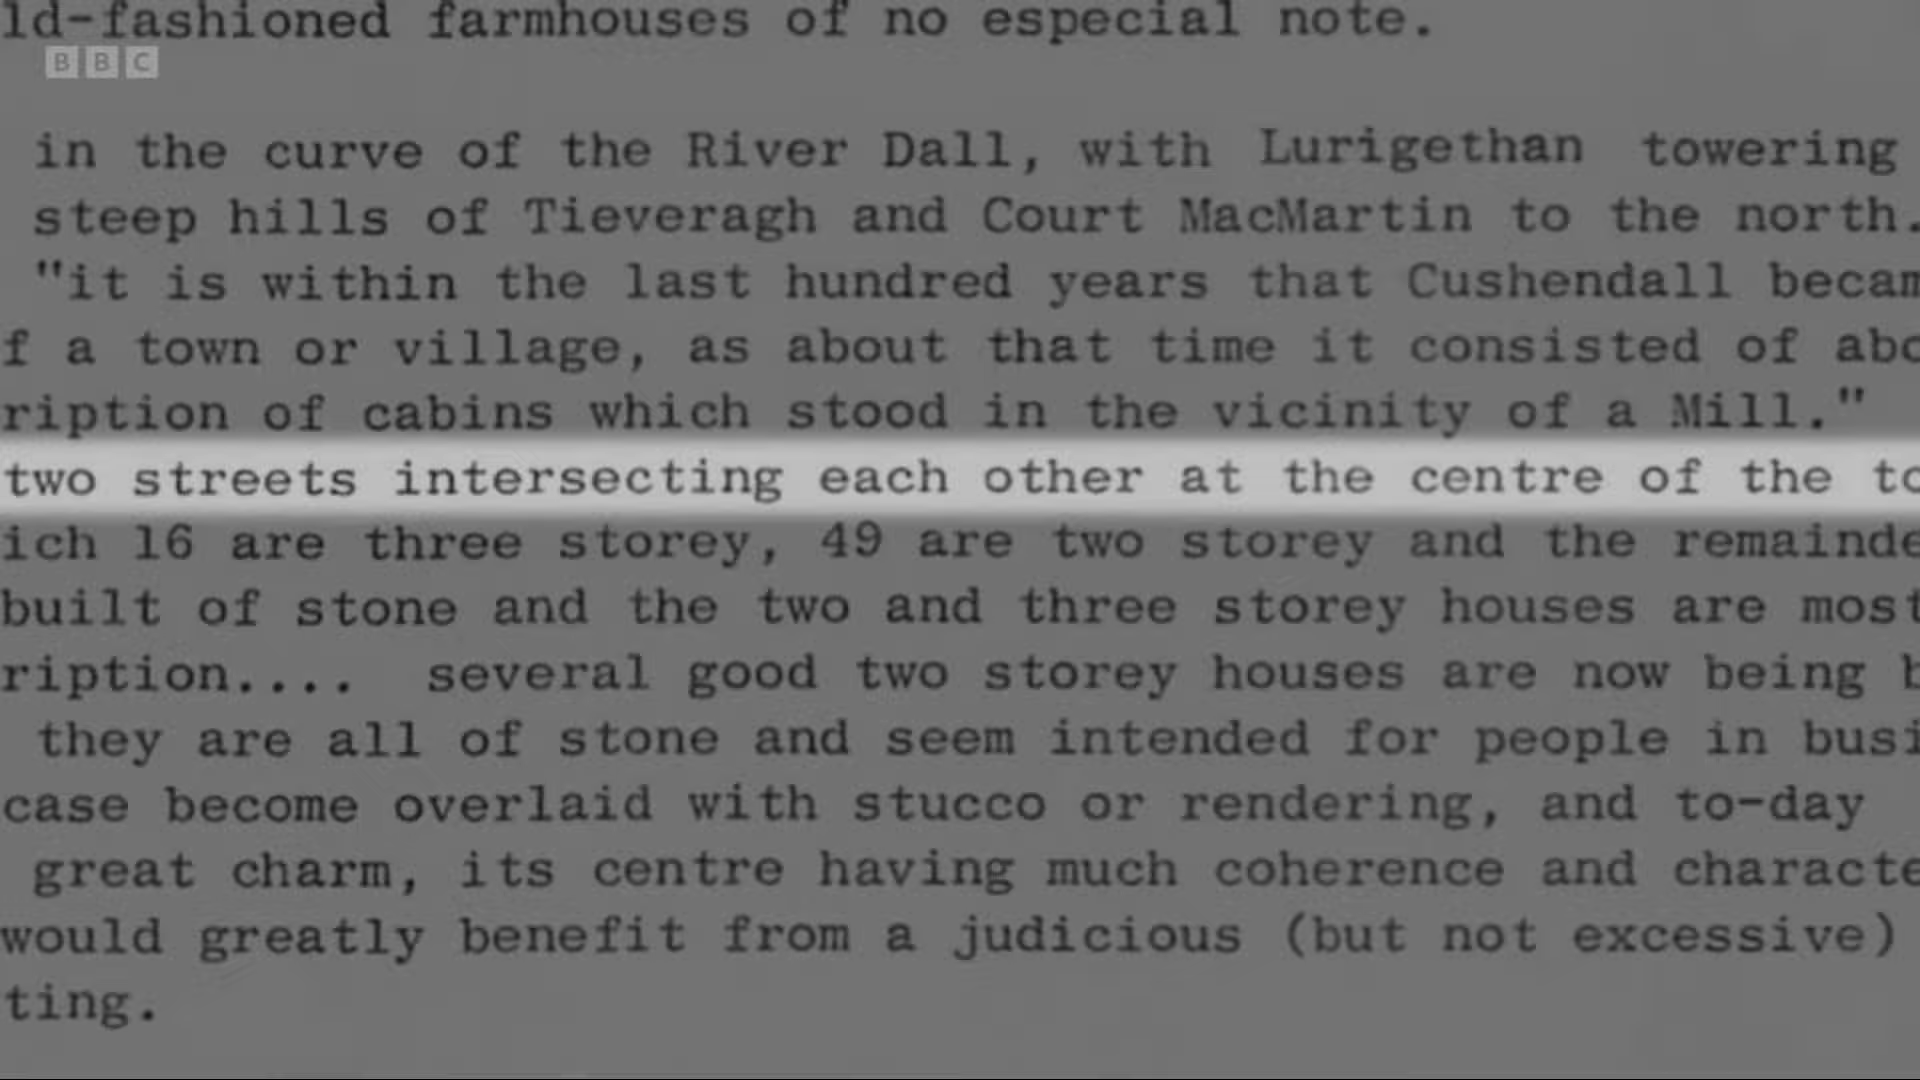 ld-fashioned farmhouses of no especial note.
BBC
in the curve of the River Dall, with Lurigethan towering
steep hills of Tieveragh and Court MacMartin to the north.
"it is within the last hundred years that Cushendall becam
f a town or village, as about that time it consisted of abo
ription of cabins which stood in the vicinity of a Mill."
two streets intersecting each other at the centre of the to
ich 16 are three storey, 49 are two storey and the remainde
built of stone and the two and three storey houses are most
ription.... several good two storey houses are now being b
they are all of stone and seem intended for people in busi
case become overlaid with stucco or rendering, and to-day
great charm, its centre having much coherence and characte
would greatly benefit from a judicious (but not excessive)
ting.